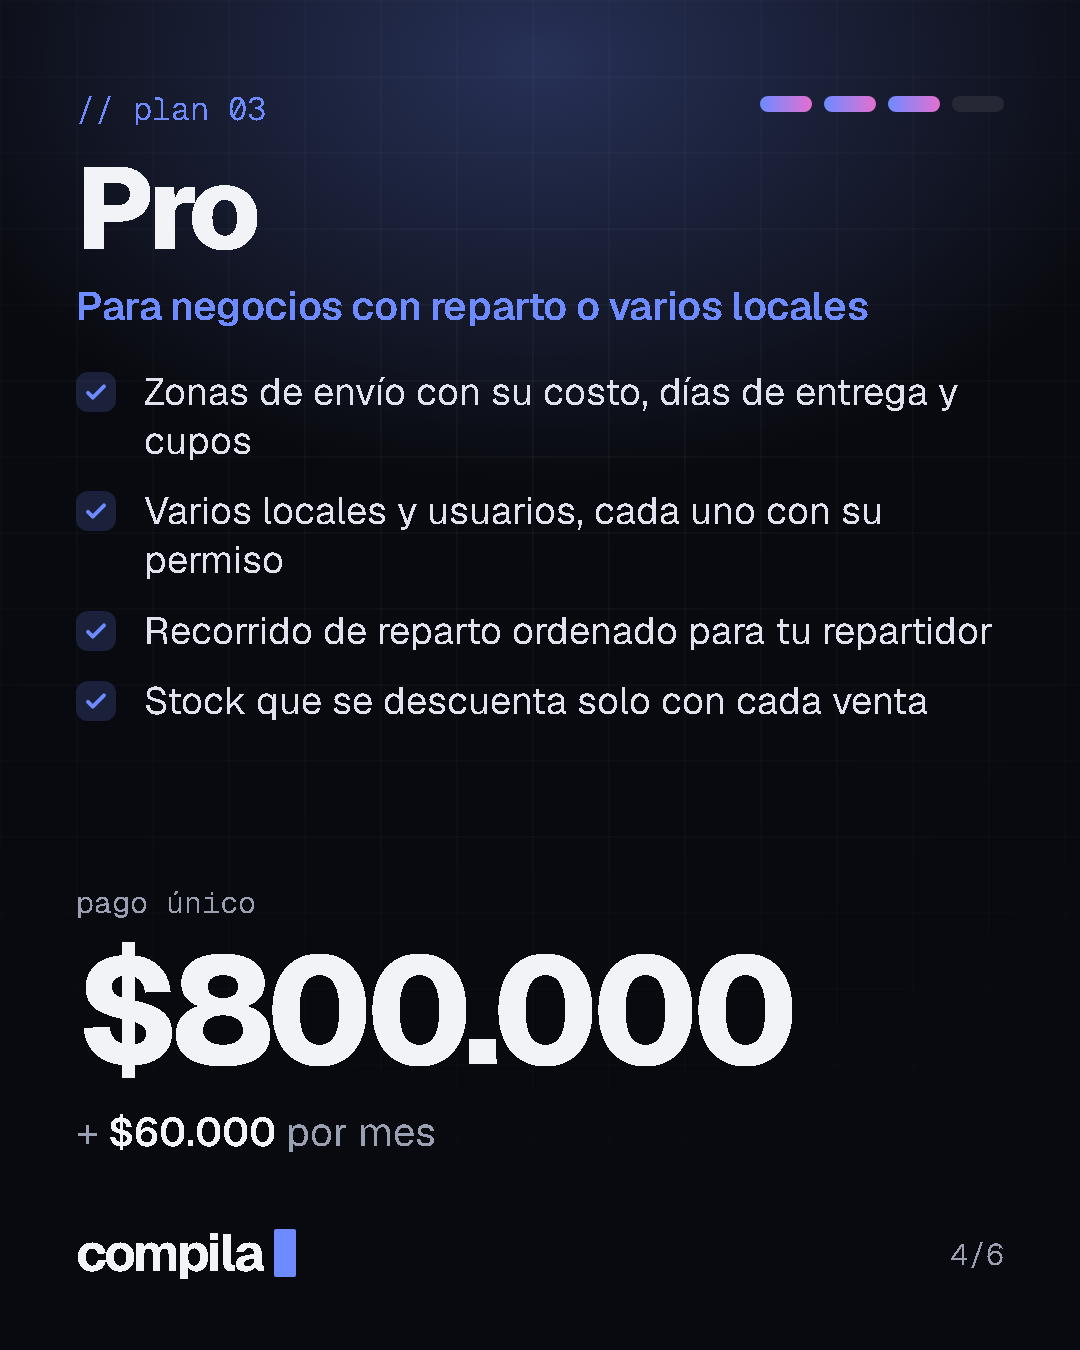 // plan 03
Pro
Para negocios con reparto o varios locales
Zonas de envío con su costo, días de entrega y
cupos
Varios locales y usuarios, cada uno con su
permiso
Recorrido de reparto ordenado para tu repartidor
Stock que se descuenta solo con cada venta
pago único
$800.000
+ $60.000 por mes
compila
4/6